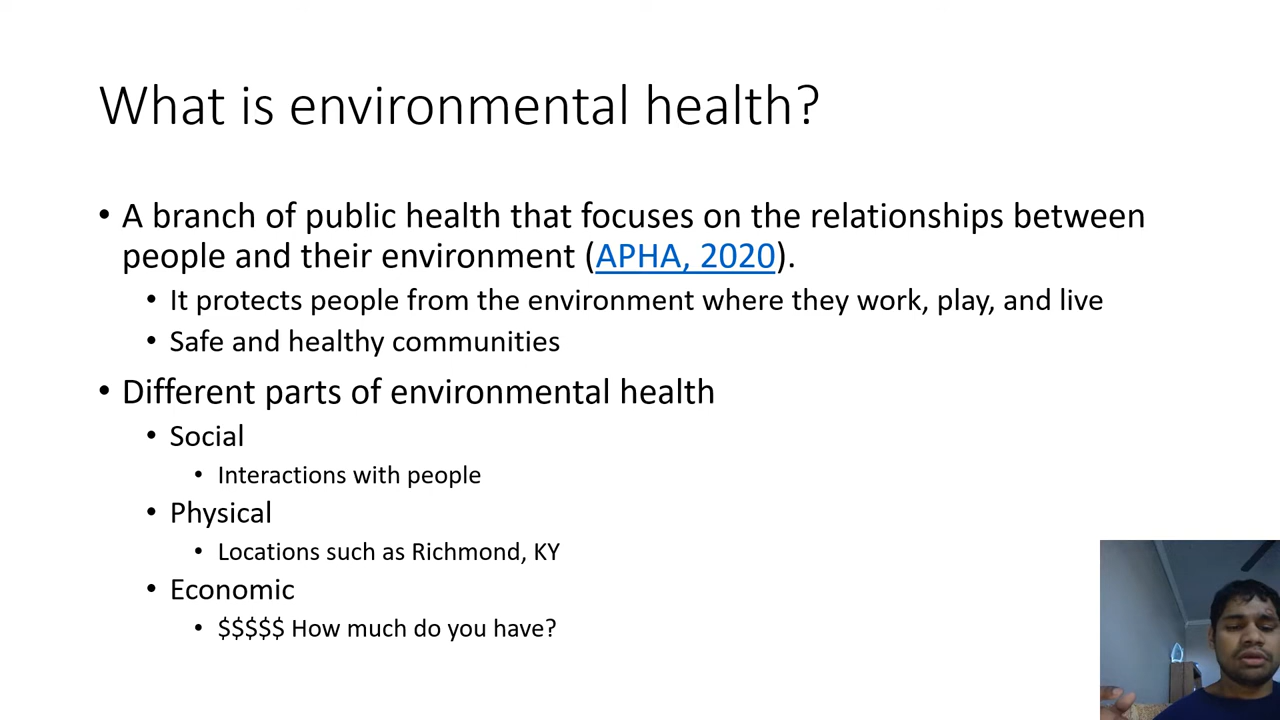 What is environmental health?
• A branch of public health that focuses on the relationships between
people and their environment (APHA, 2020).
• It protects people from the environment where they work, play, and live
• Safe and healthy communities
• Different parts of environmental health
• Social
• Interactions with people
• Physical
• Locations such as Richmond, KY
• Economic
• $$$$$ How much do you have?